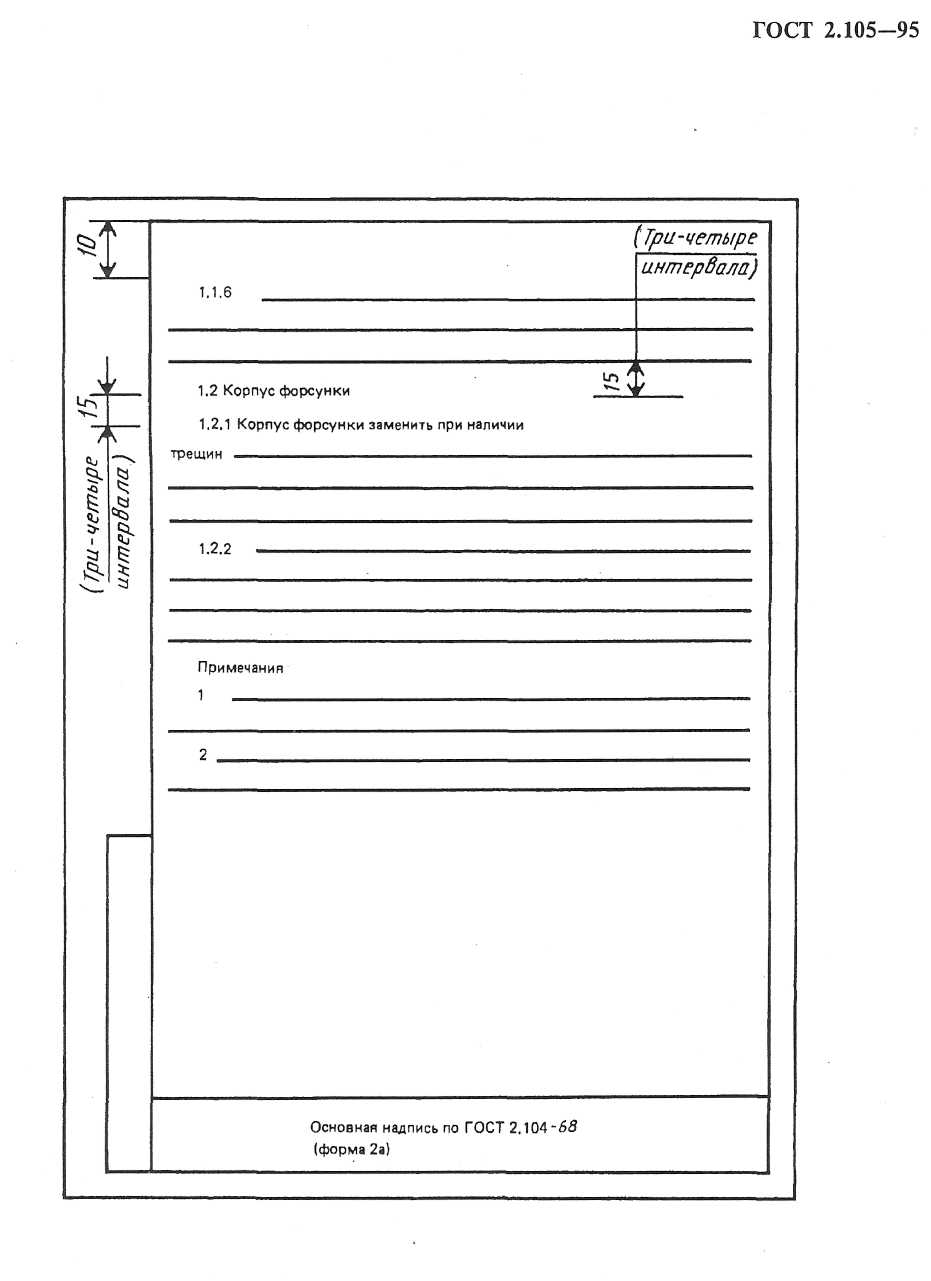 ГОСТ 2.105—95
10
(Три-четыре
интервала)
1.1.6
15
1.2 Корпус форсунки
15
(Три-четыре
интервала)
1.2.1 Корпус форсунки заменить при наличии
трещин
1.2.2
Примечания
1
2
Основная надпись по ГОСТ 2.104-68
(форма 2а)